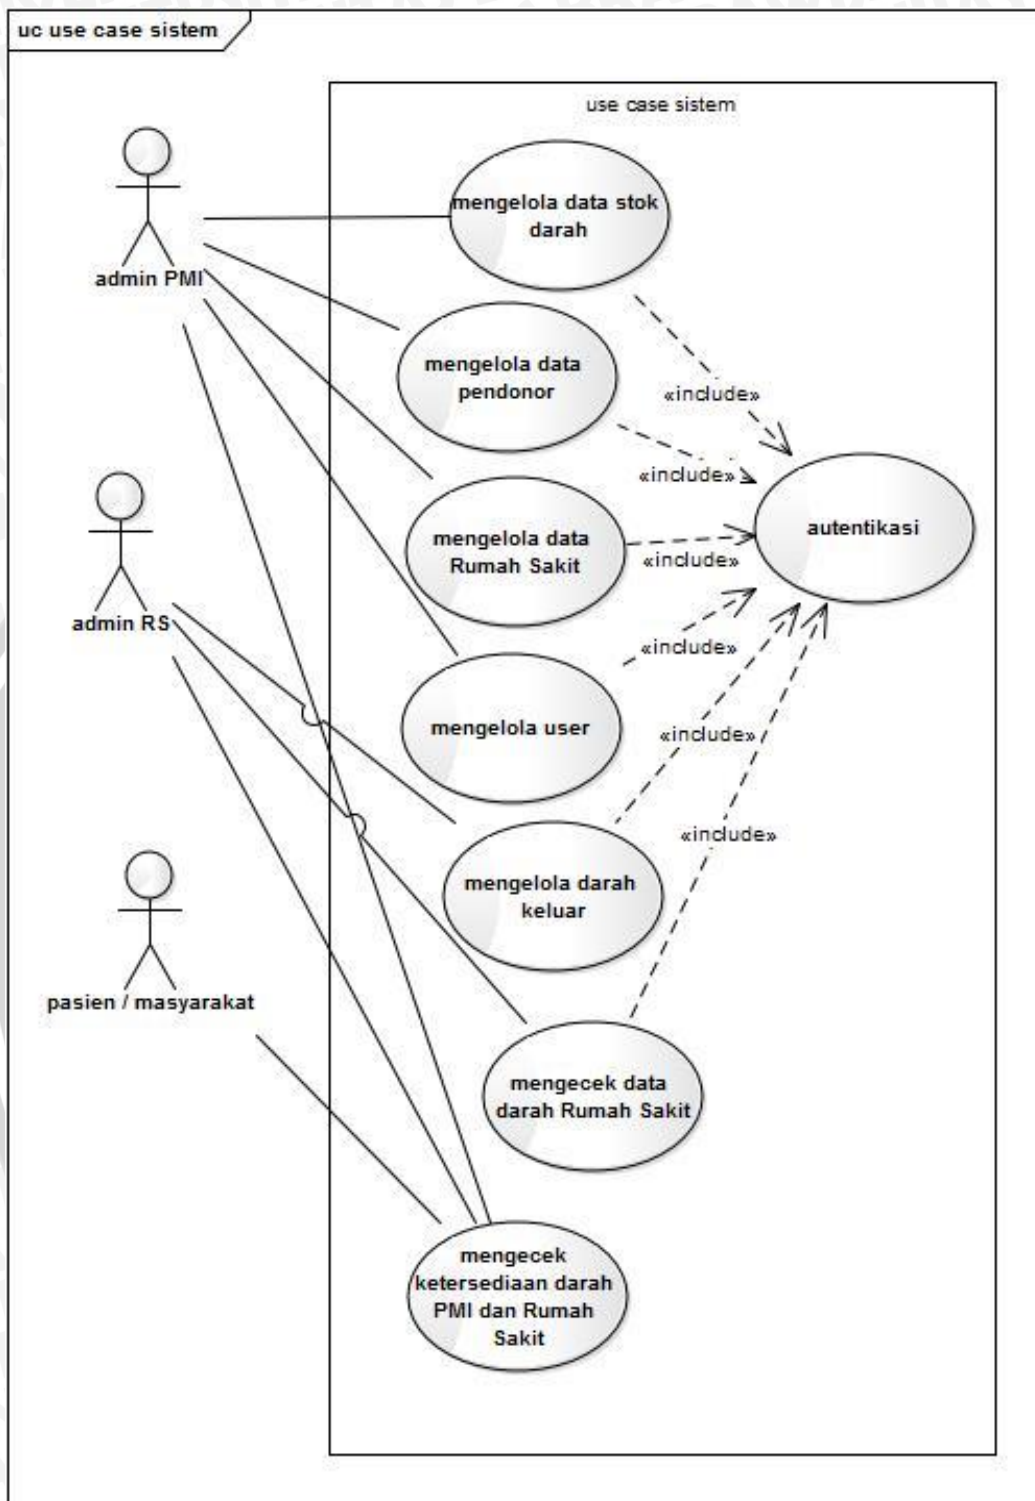 uc use case sistem
use case sistem
mengelola data stok
darah
admin PMI
mengelola data
pendonor
«include»
«include»
autentikasi
mengelola data
Rumah Sakit
«include»
admin RS
«include»
mengelola user
«include»
«include»
mengelola darah
keluar
pasien / masyarakat
mengecek data
darah Rumah Sakit
mengecek
ketersediaan darah
PMI dan Rumah
Sakit